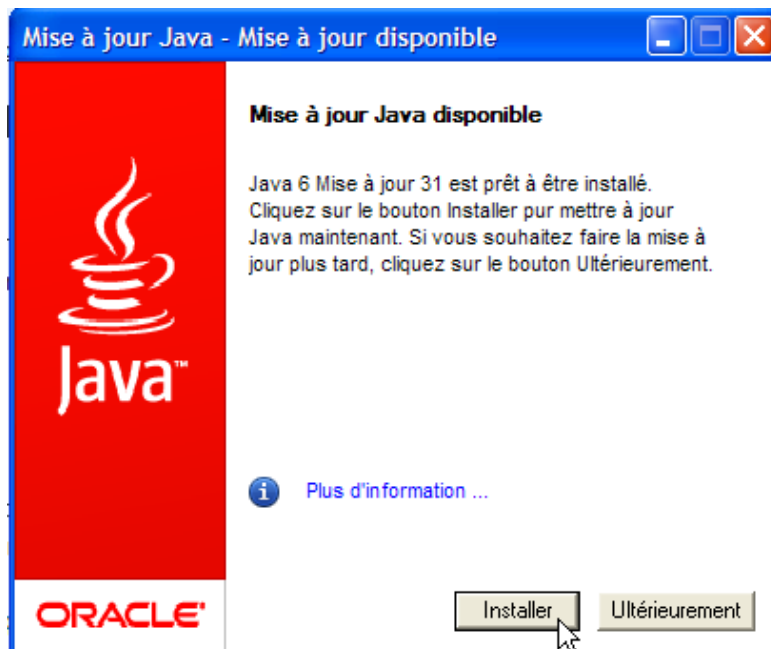 Mise à jour Java - Mise à jour disponible
Mise à jour Java disponible
Java 6 Mise à jour 31 est prêt à être installé.
Cliquez sur le bouton Installer pur mettre à jour
Java maintenant. Si vous souhaitez faire la mise à
jour plus tard, cliquez sur le bouton Ultérieurement.
Java™
Plus d'information ...
ORACLE®
Installer
Ultérieurement